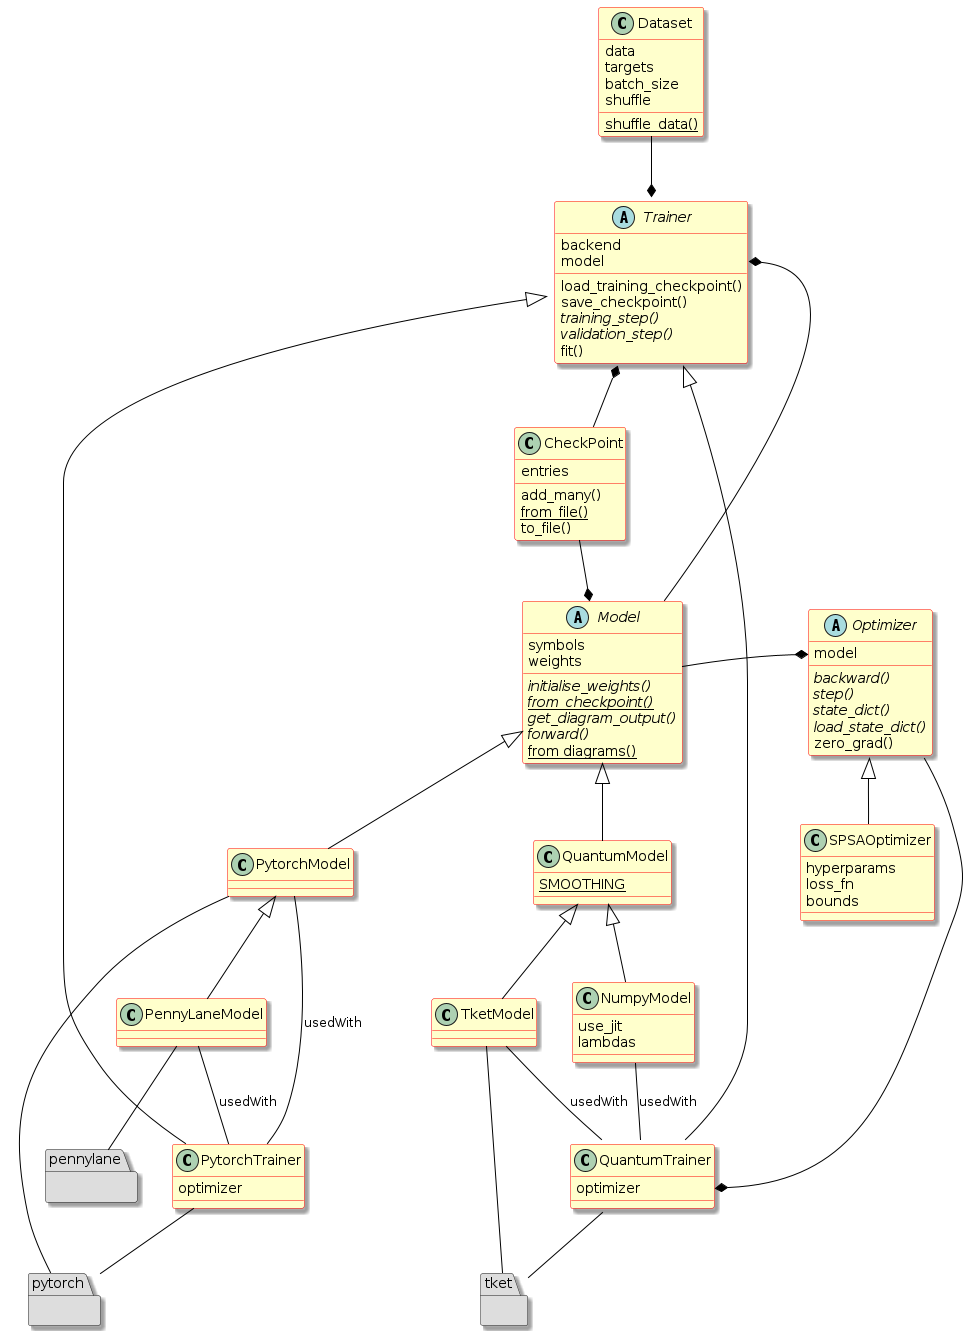 C Dataset
data
targets
batch_size
shuffle
shuffle_data()
A Trainer
backend
model
load_training_checkpoint()
save_checkpoint()
training_step()
validation_step()
fit()
C CheckPoint
entries
add_many()
from_file()
to_file()
A Model
symbols
weights
initialise_weights()
from_checkpoint()
get_diagram_output()
forward()
from_diagrams()
A Optimizer
model
backward()
step()
state_dict()
load_state_dict()
zero_grad()
C PytorchModel
C QuantumModel
SMOOTHING
C SPSAOptimizer
hyperparams
loss_fn
bounds
C PennyLaneModel
usedWith
C TketModel
C NumpyModel
use_jit
lambdas
usedWith
usedWith
usedWith
pennylane
C PytorchTrainer
optimizer
C QuantumTrainer
optimizer
pytorch
tket